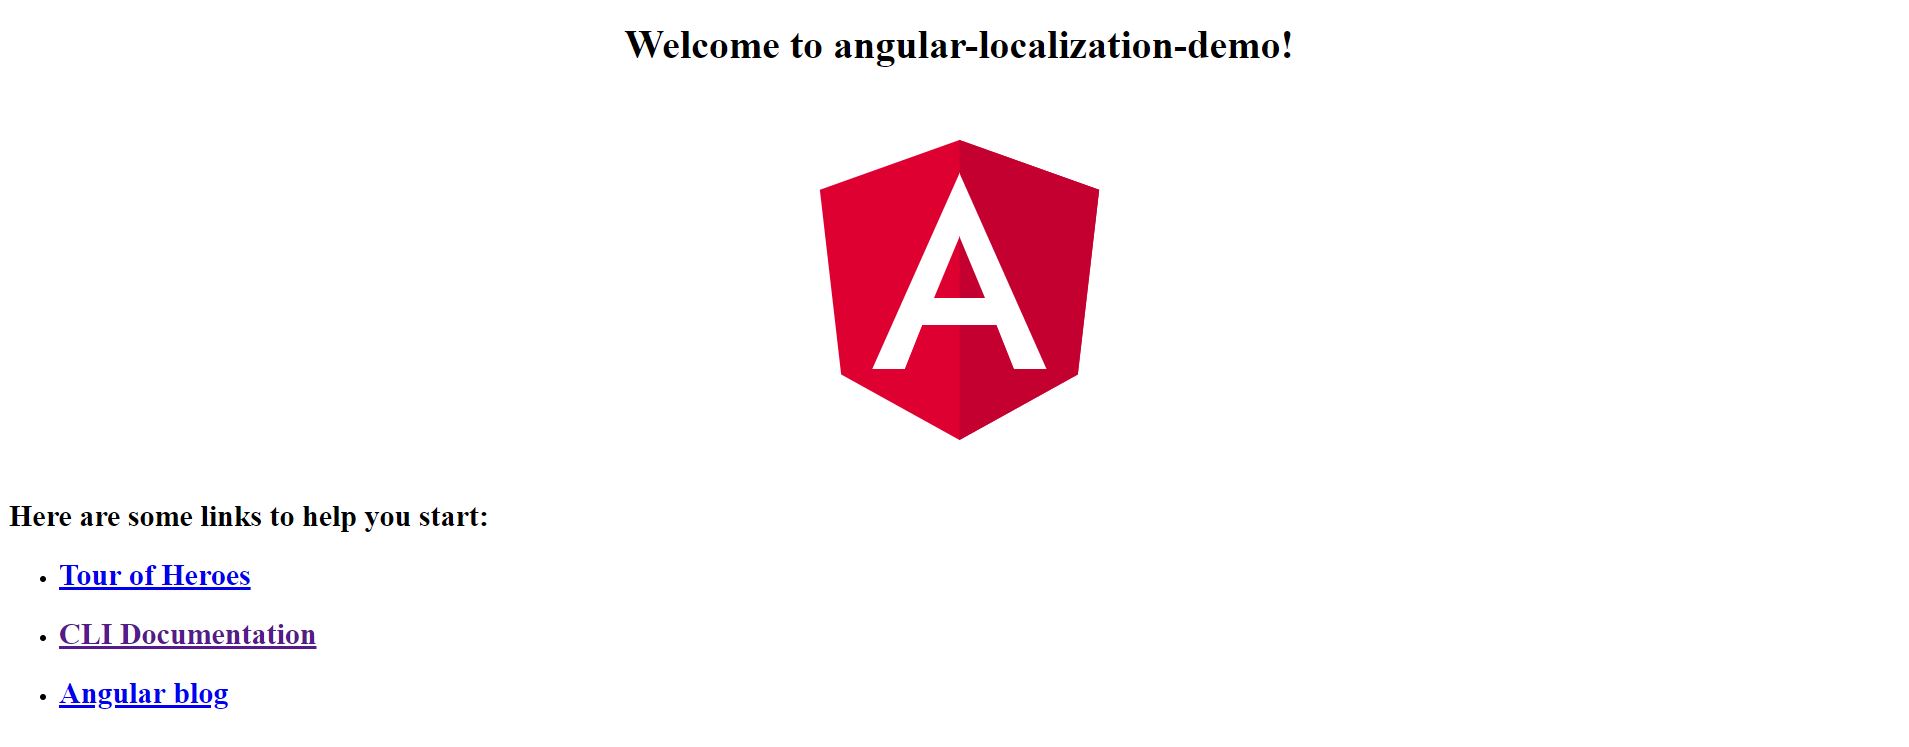 Welcome to angular-localization-demo!
A
Here are some links to help you start:
Tour of Heroes
CLI Documentation
Angular blog